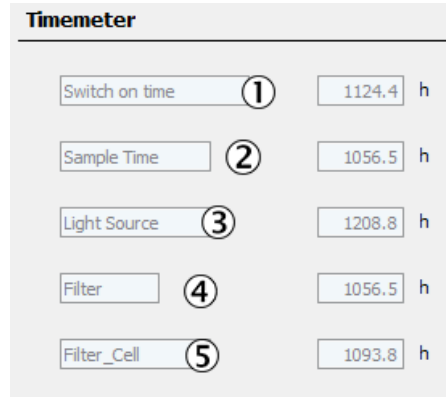 Timemeter
Switch on time ① 1124.4 h
Sample Time ② 1056.5 h
Light Source ③ 1208.8 h
Filter ④ 1056.5 h
Filter_Cell ⑤ 1093.8 h